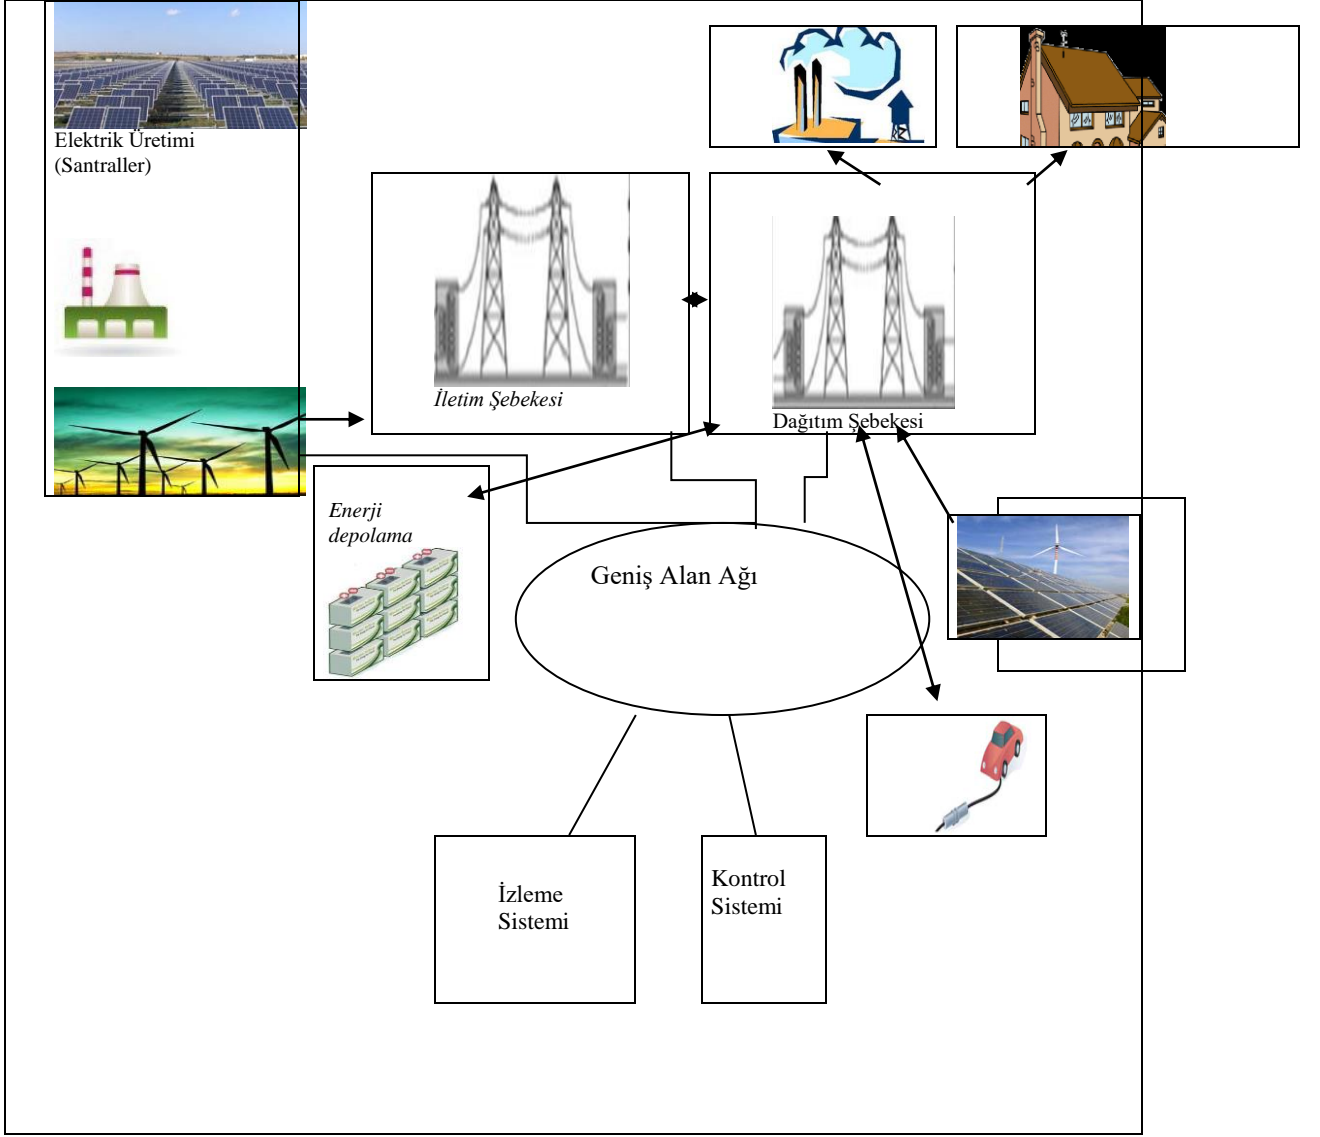 Elektrik Üretimi
(Santraller)
İletim Şebekesi
Dağıtım Şebekesi
Enerji
depolama
Geniş Alan Ağı
İzleme
Sistemi
Kontrol
Sistemi